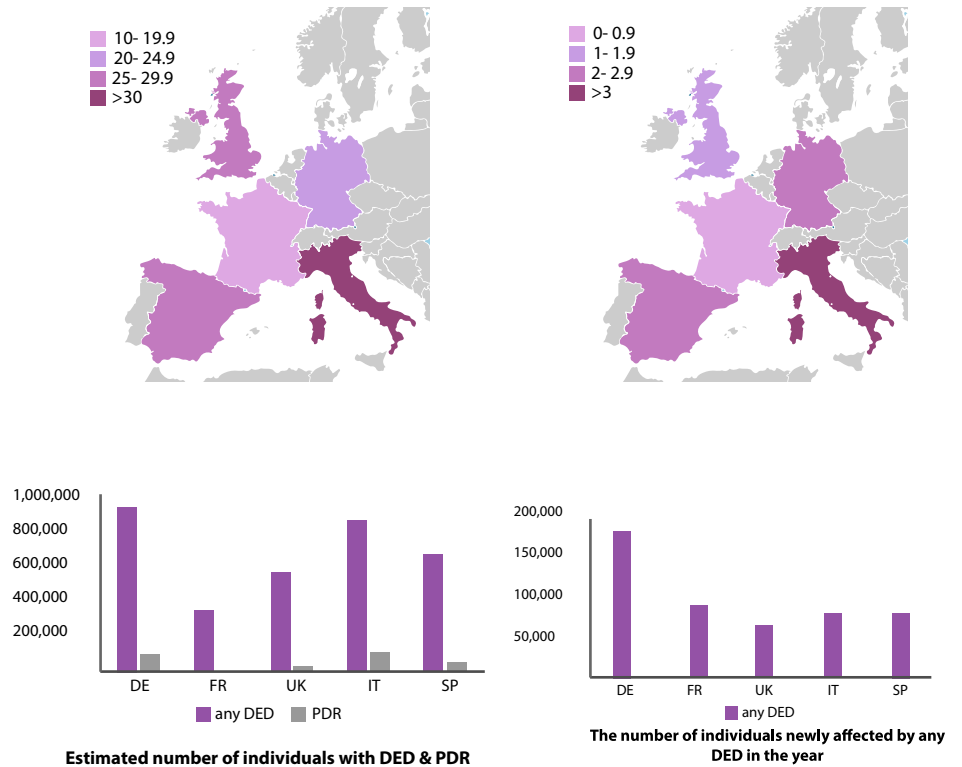 10- 19.9
20- 24.9
25- 29.9
>30
0- 0.9
1- 1.9
2- 2.9
>3
1,000,000
800,000
600,000
400,000
200,000
DE FR UK IT SP
any DED PDR
Estimated number of individuals with DED & PDR
200,000
150,000
100,000
50,000
DE FR UK IT SP
any DED
The number of individuals newly affected by any
DED in the year